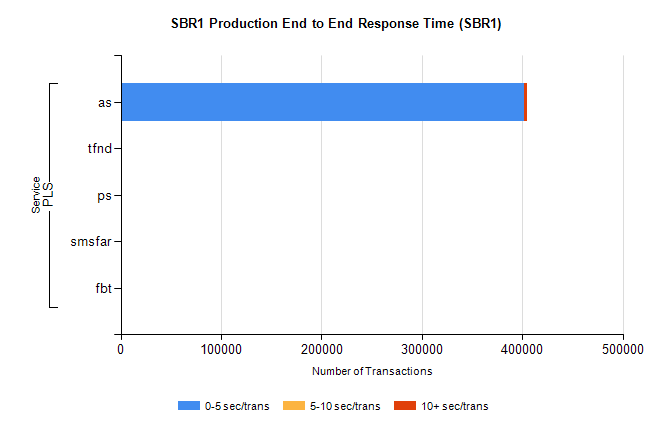 SBR1 Production End to End Response Time (SBR1)
Service
PLS
as
tfnd
ps
smsfar
fbt
0 100000 200000 300000 400000 500000
Number of Transactions
0-5 sec/trans 5-10 sec/trans 10+ sec/trans